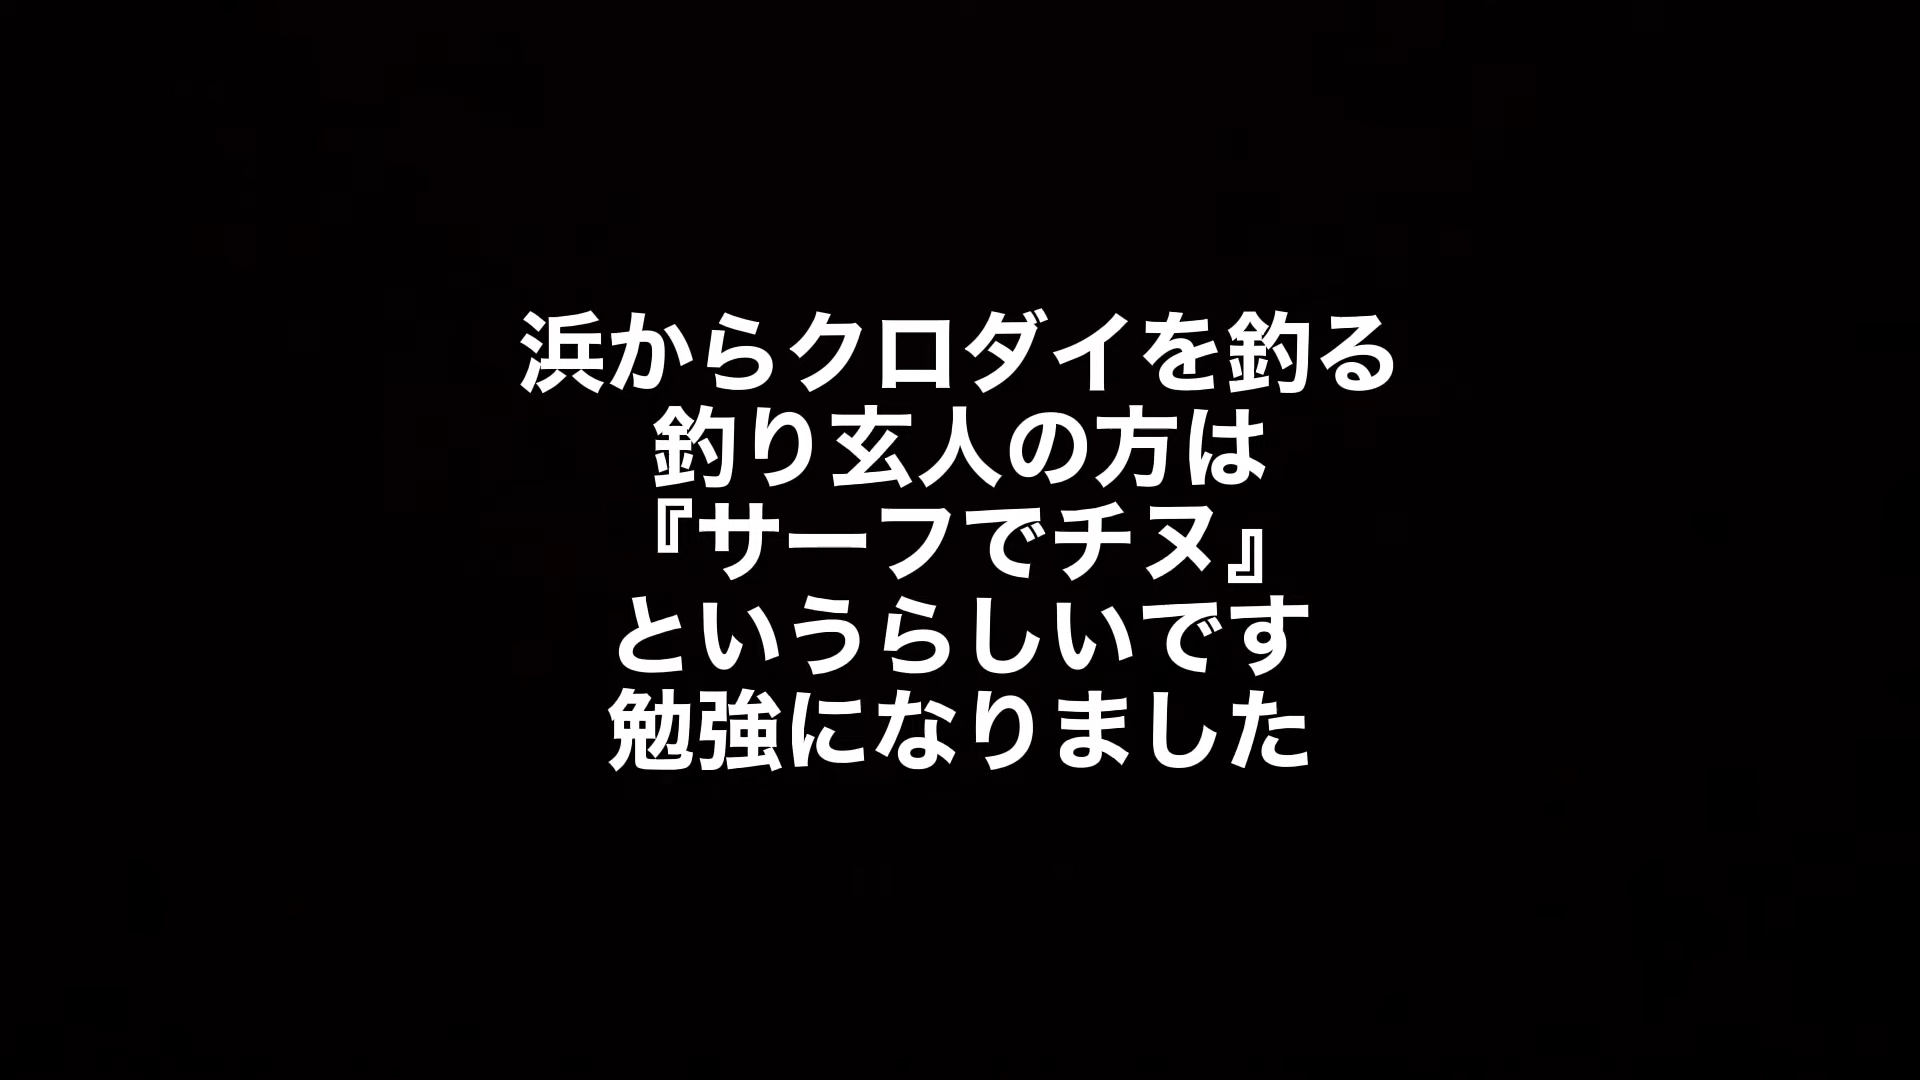 浜からクロダイを釣る
釣り玄人の方は
『サーフでチヌ』
というらしいです
勉強になりました